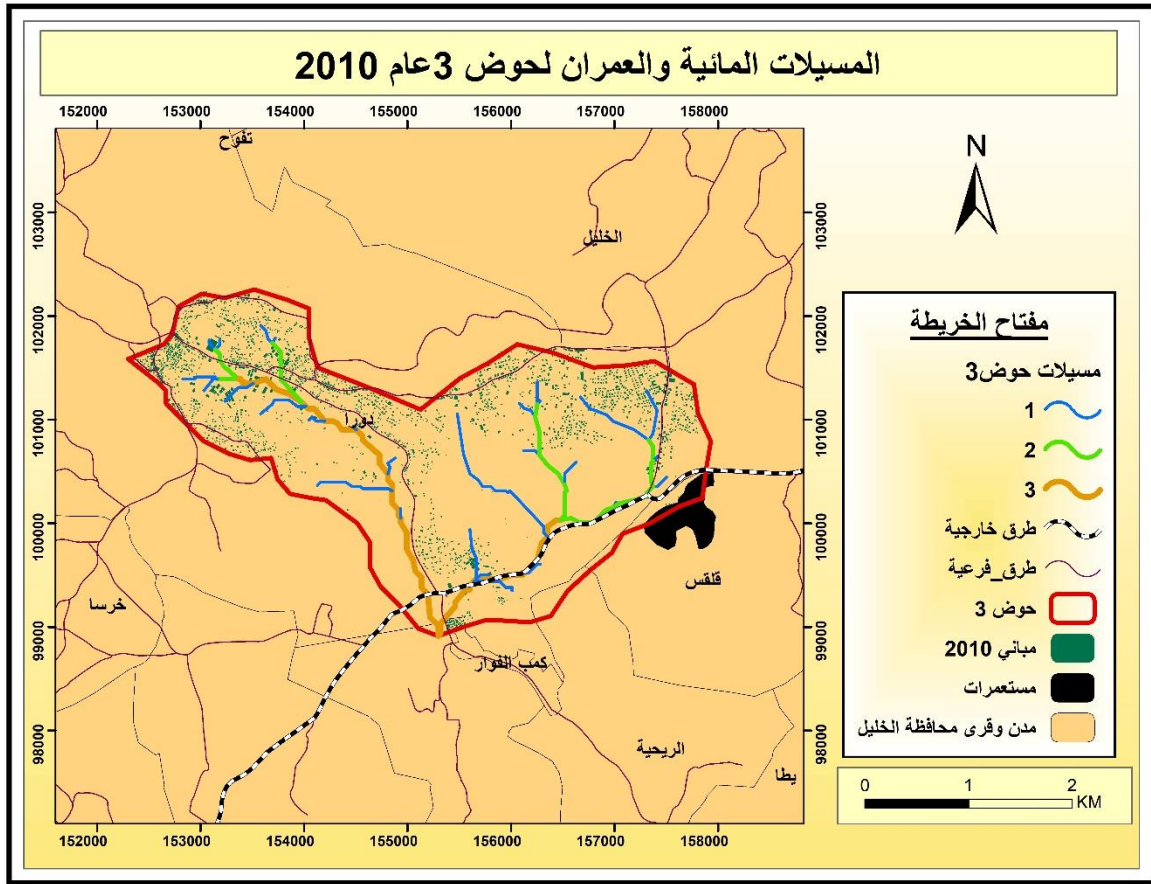 المسيلات المائية والعمران لحوض 3عام 2010
152000 153000 154000 155000 156000 157000 158000
103000
102000
101000
100000
99000
98000
103000
102000
101000
100000
99000
98000
152000 153000 154000 155000 156000 157000 158000
تفوح
الخليل
دورا
قلقس
خرسا
كمب الفوار
الريحية
يطا
N
مفتاح الخريطة
مسيلات حوض3
1
2
3
طرق خارجية
طرق_فرعية
حوض 3
مباني 2010
مستعمرات
مدن وقرى محافظة الخليل
0 1 2
KM